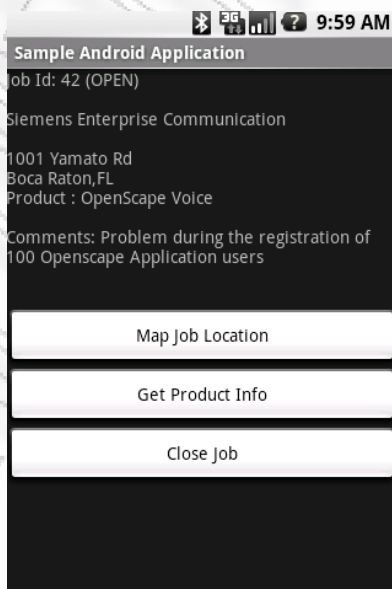 3G 9:59 AM
Sample Android Application
Job Id: 42 (OPEN)
Siemens Enterprise Communication
1001 Yamato Rd
Boca Raton,FL
Product : OpenScape Voice
Comments: Problem during the registration of
100 Openscape Application users
Map Job Location
Get Product Info
Close Job